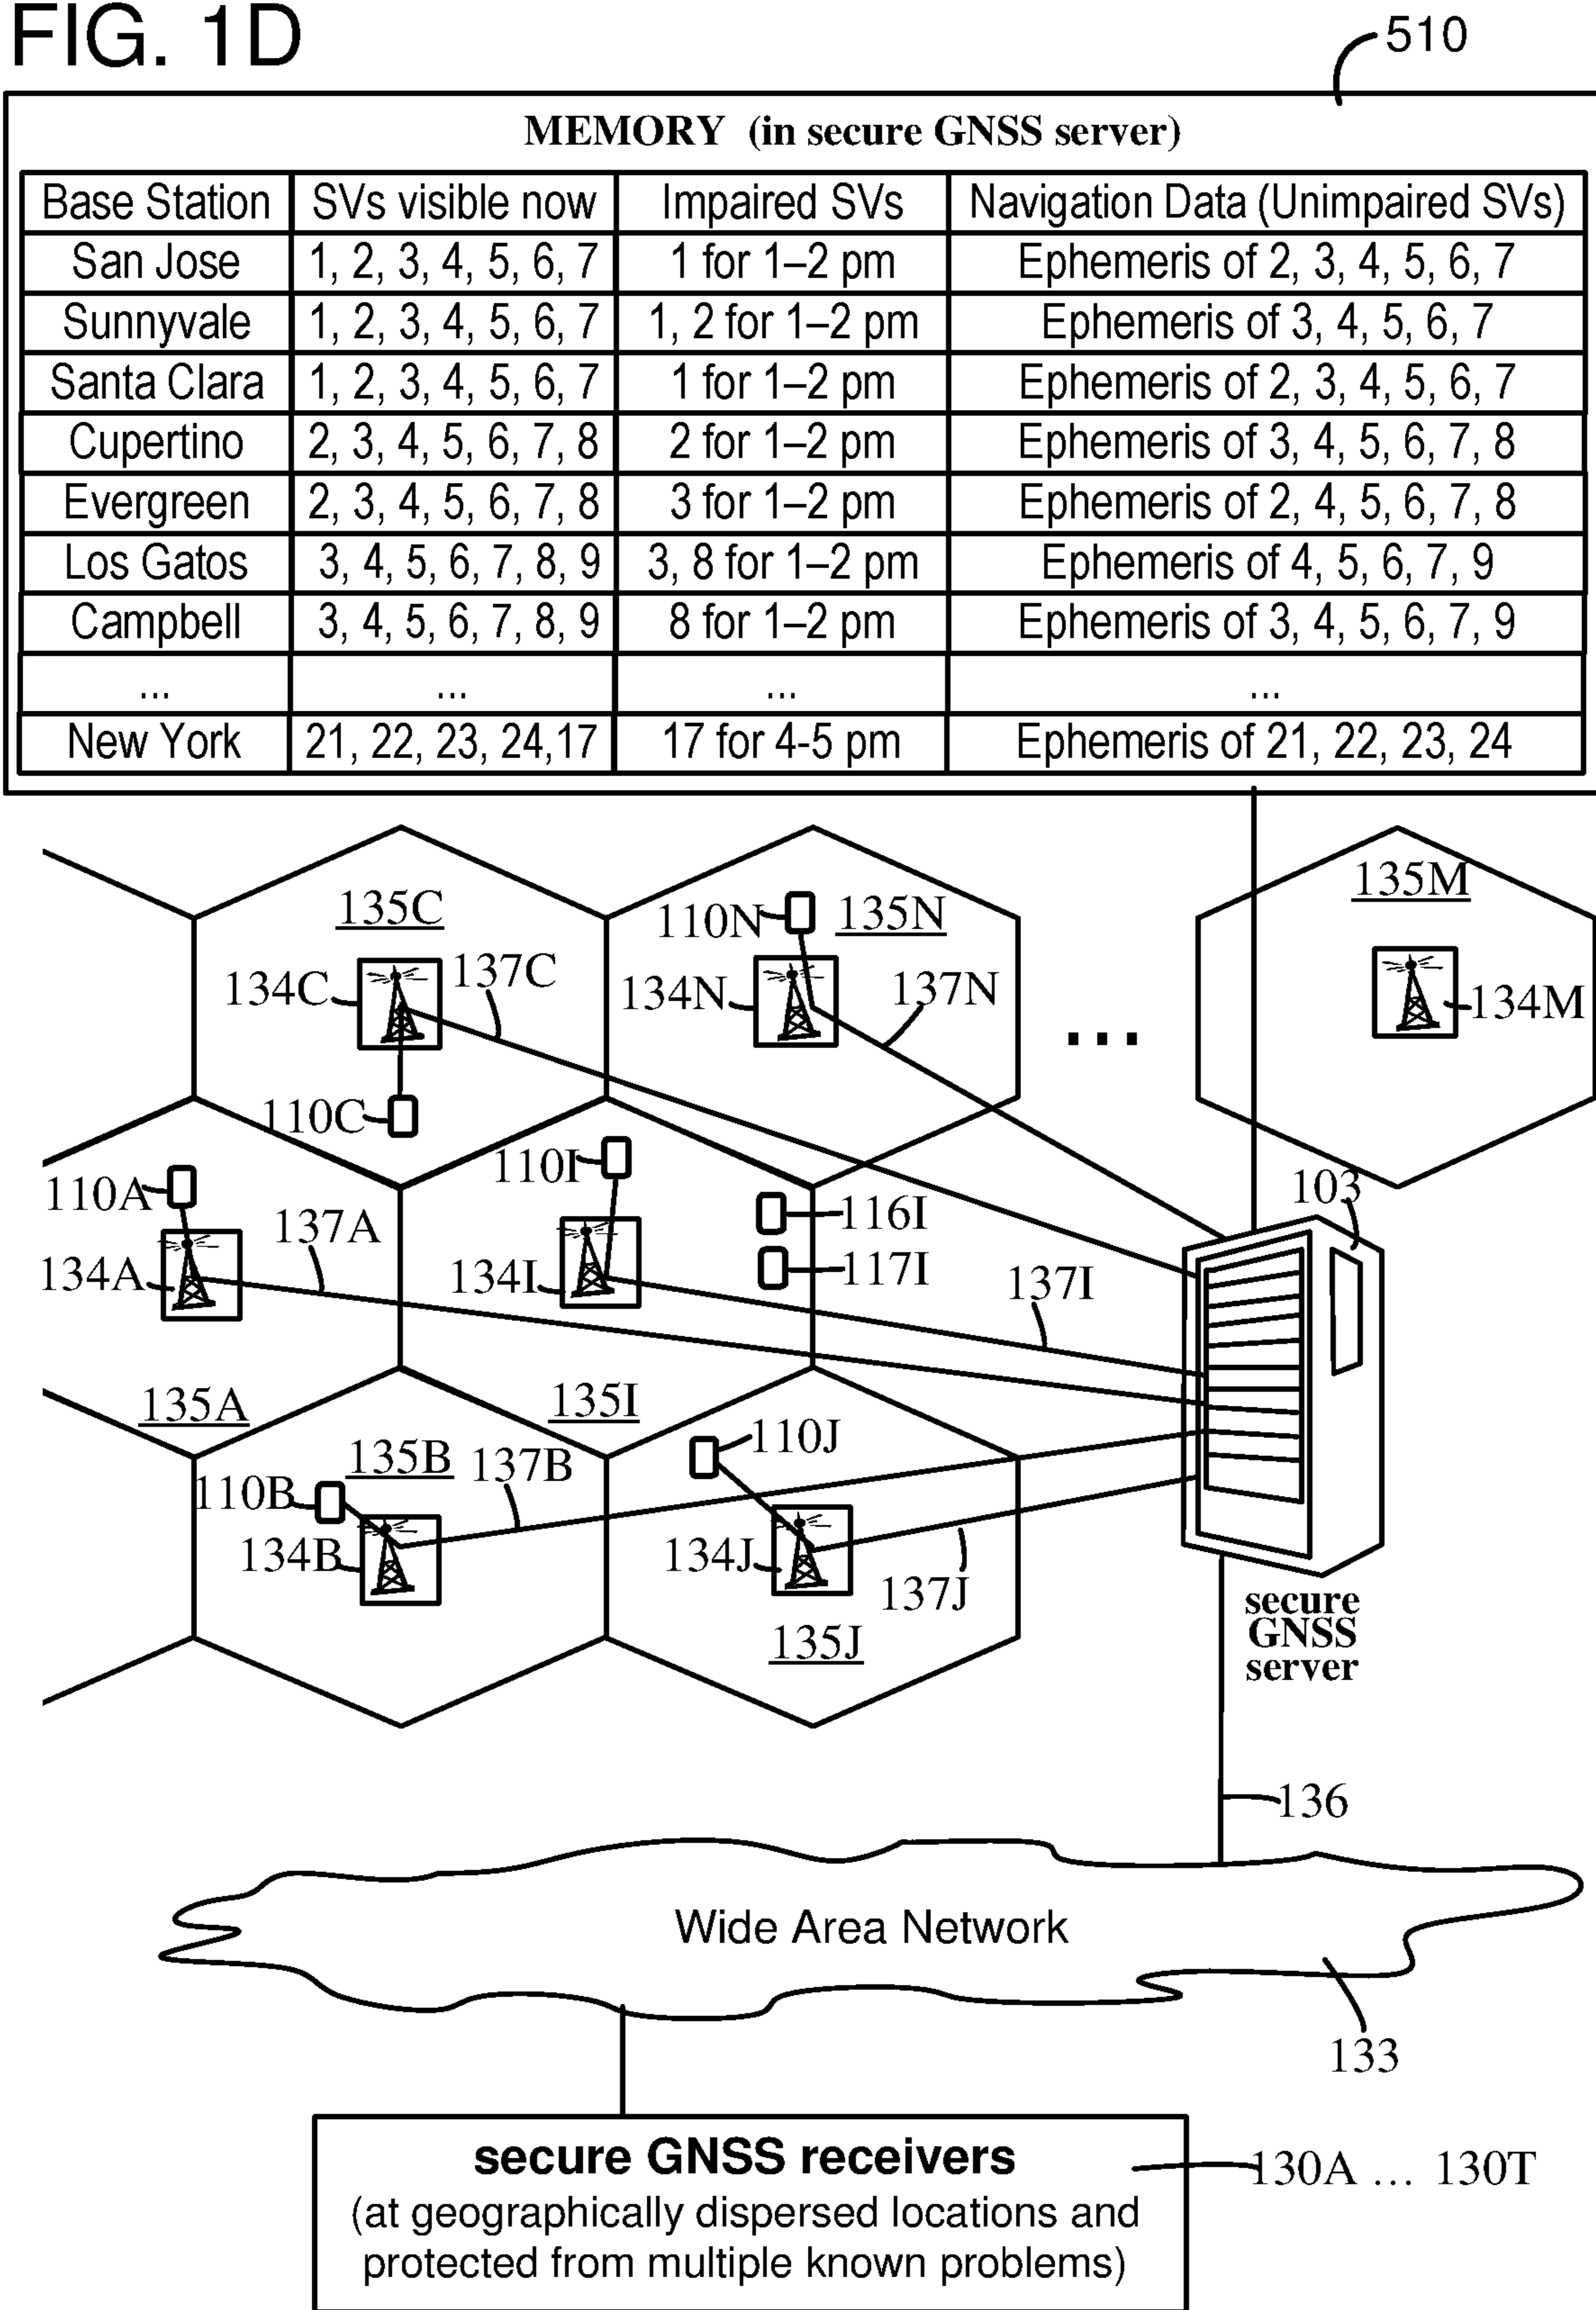 FIG. 1D
510
MEMORY (in secure GNSS server)
Base Station SVs visible now Impaired SVs Navigation Data (Unimpaired SVs)
San Jose 1, 2, 3, 4, 5, 6, 7 1 for 1–2 pm Ephemeris of 2, 3, 4, 5, 6, 7
Sunnyvale 1, 2, 3, 4, 5, 6, 7 1, 2 for 1–2 pm Ephemeris of 3, 4, 5, 6, 7
Santa Clara 1, 2, 3, 4, 5, 6, 7 1 for 1–2 pm Ephemeris of 2, 3, 4, 5, 6, 7
Cupertino 2, 3, 4, 5, 6, 7, 8 2 for 1–2 pm Ephemeris of 3, 4, 5, 6, 7, 8
Evergreen 2, 3, 4, 5, 6, 7, 8 3 for 1–2 pm Ephemeris of 2, 4, 5, 6, 7, 8
Los Gatos 3, 4, 5, 6, 7, 8, 9 3, 8 for 1–2 pm Ephemeris of 4, 5, 6, 7, 9
Campbell 3, 4, 5, 6, 7, 8, 9 8 for 1–2 pm Ephemeris of 3, 4, 5, 6, 7, 9
... ... ... ...
New York 21, 22, 23, 24,17 17 for 4-5 pm Ephemeris of 21, 22, 23, 24
135C 110N 135N 135M
134C 137C 134N 137N 134M
...
110C
110A 110I 103
137A 116I
134A 134I 117I 137I
135A 135I
110J
135B 137B
110B
134B 134J 137J
135J
secure
GNSS
server
136
Wide Area Network
133
secure GNSS receivers
130A ... 130T
(at geographically dispersed locations and
protected from multiple known problems)